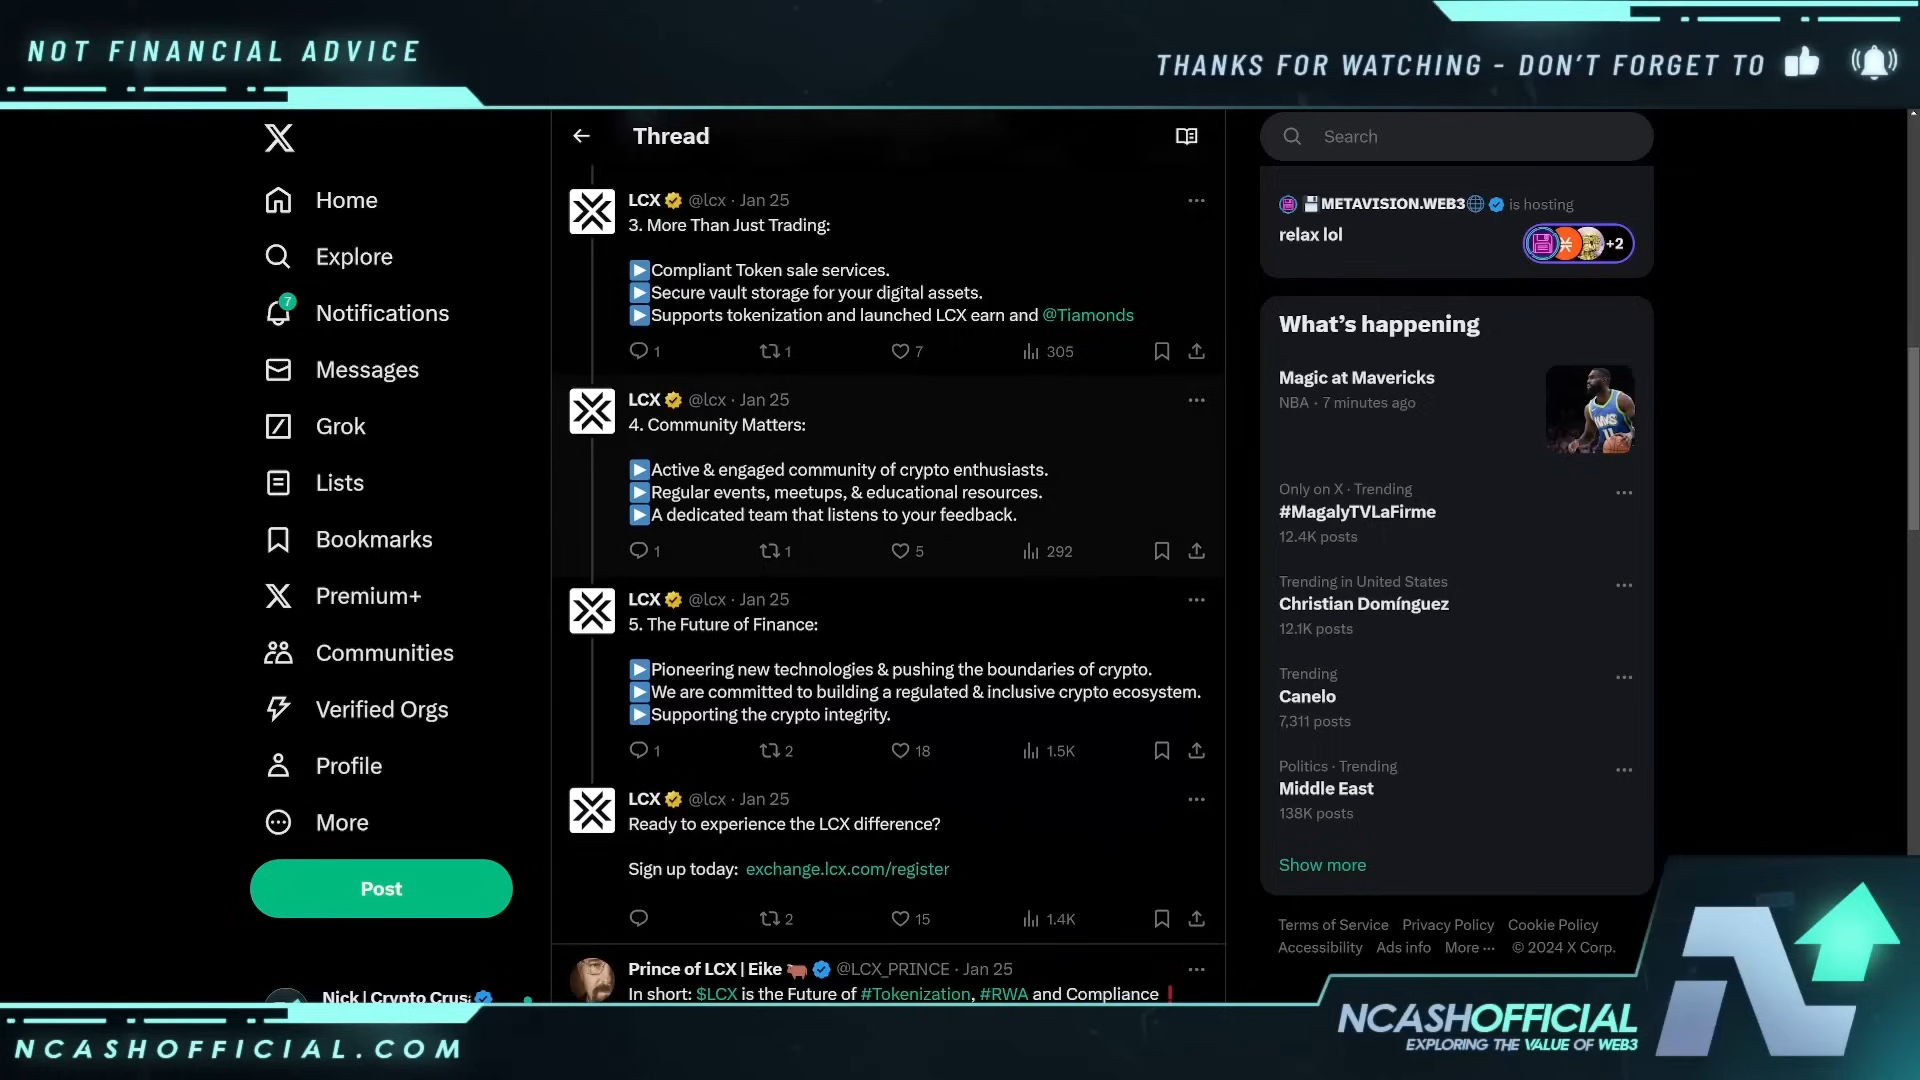 NOT FINANCIAL ADVICE
THANKS FOR WATCHING - DON'T FORGET TO
Home
Explore
7
Notifications
Messages
Grok
Lists
Bookmarks
Premium+
Communities
Verified Orgs
Profile
More
Post
Nick | Crypto Crus
Thread
LCX @lcx · Jan 25
3. More Than Just Trading:
Compliant Token sale services.
Secure vault storage for your digital assets.
Supports tokenization and launched LCX earn and @Tiamonds
1 1 7 305
LCX @lcx · Jan 25
4. Community Matters:
Active & engaged community of crypto enthusiasts.
Regular events, meetups, & educational resources.
A dedicated team that listens to your feedback.
1 1 5 292
LCX @lcx · Jan 25
5. The Future of Finance:
Pioneering new technologies & pushing the boundaries of crypto.
We are committed to building a regulated & inclusive crypto ecosystem.
Supporting the crypto integrity.
1 2 18 1.5K
LCX @lcx · Jan 25
Ready to experience the LCX difference?
Sign up today: exchange.lcx.com/register
2 15 1.4K
Prince of LCX | Eike @LCX_PRINCE · Jan 25
In short: $LCX is the Future of #Tokenization, #RWA and Compliance❗
Search
METAVISION.WEB3 is hosting
relax lol
+2
What's happening
Magic at Mavericks
NBA · 7 minutes ago
Only on X · Trending
#MagalyTVLaFirme
12.4K posts
Trending in United States
Christian Domínguez
12.1K posts
Trending
Canelo
7,311 posts
Politics · Trending
Middle East
138K posts
Show more
Terms of Service Privacy Policy Cookie Policy
Accessibility Ads info More ··· © 2024 X Corp.
NCASHOFFICIAL.COM
NCASHOFFICIAL
EXPLORING THE VALUE OF WEB3